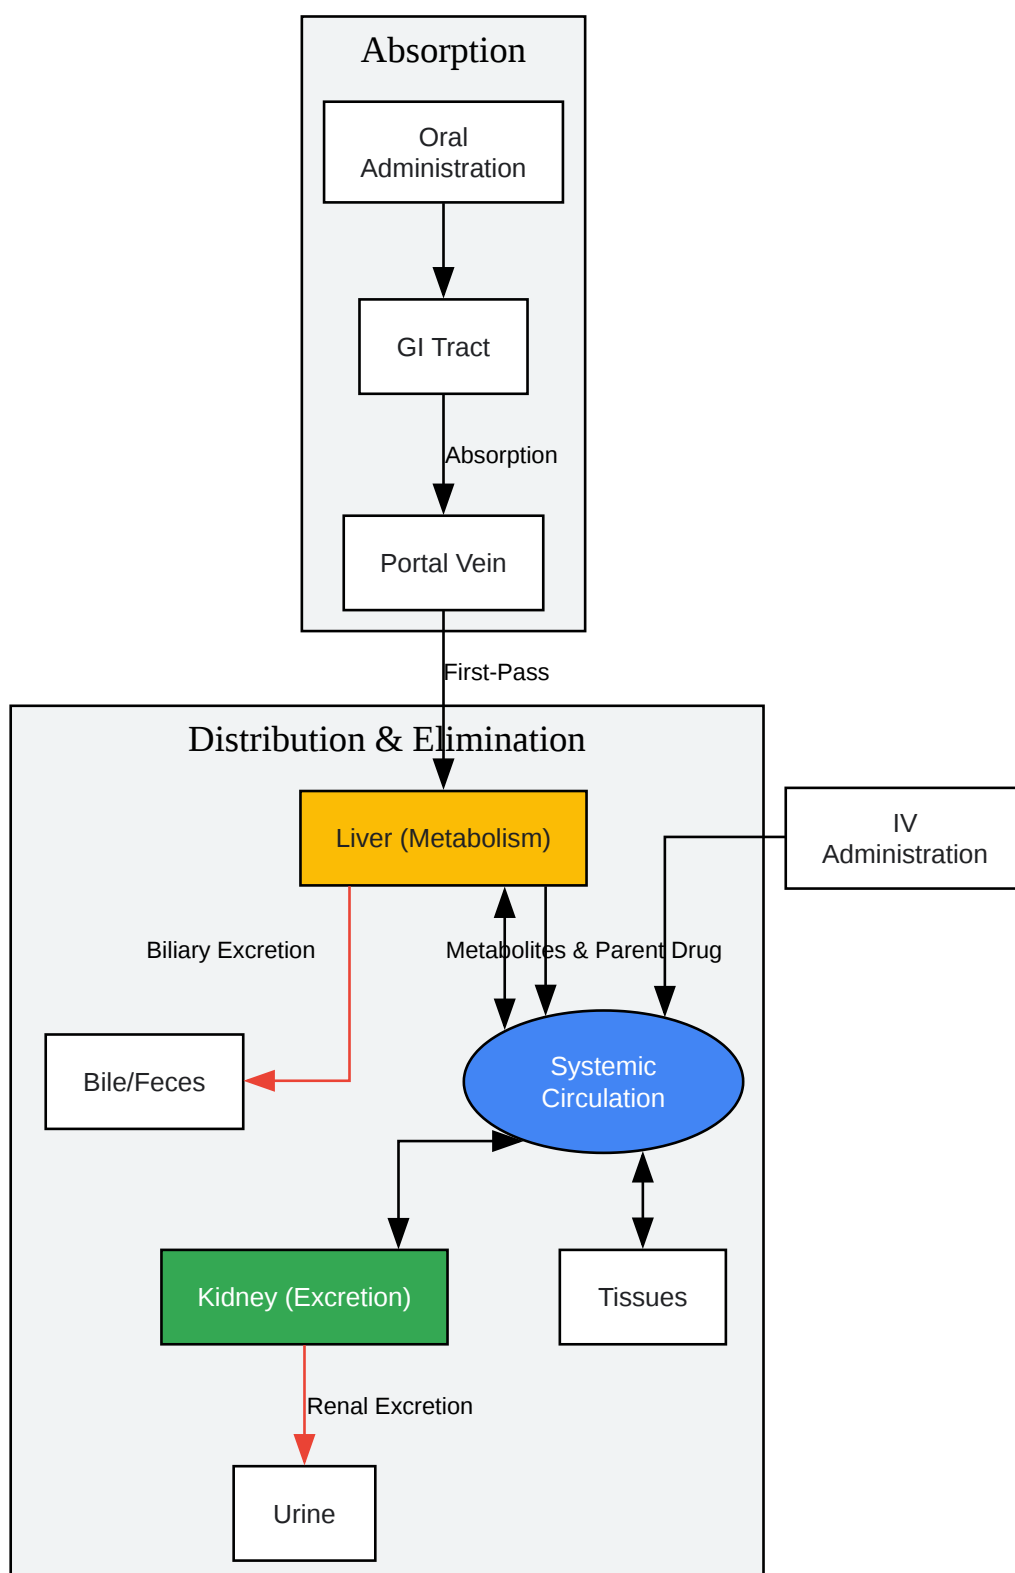 Absorption
Oral
Administration
GI Tract
Absorption
Portal Vein
First-Pass
Distribution & Elimination
Liver (Metabolism)
IV
Administration
Biliary Excretion
Metabolites & Parent Drug
Bile/Feces
Systemic
Circulation
Kidney (Excretion)
Tissues
Renal Excretion
Urine